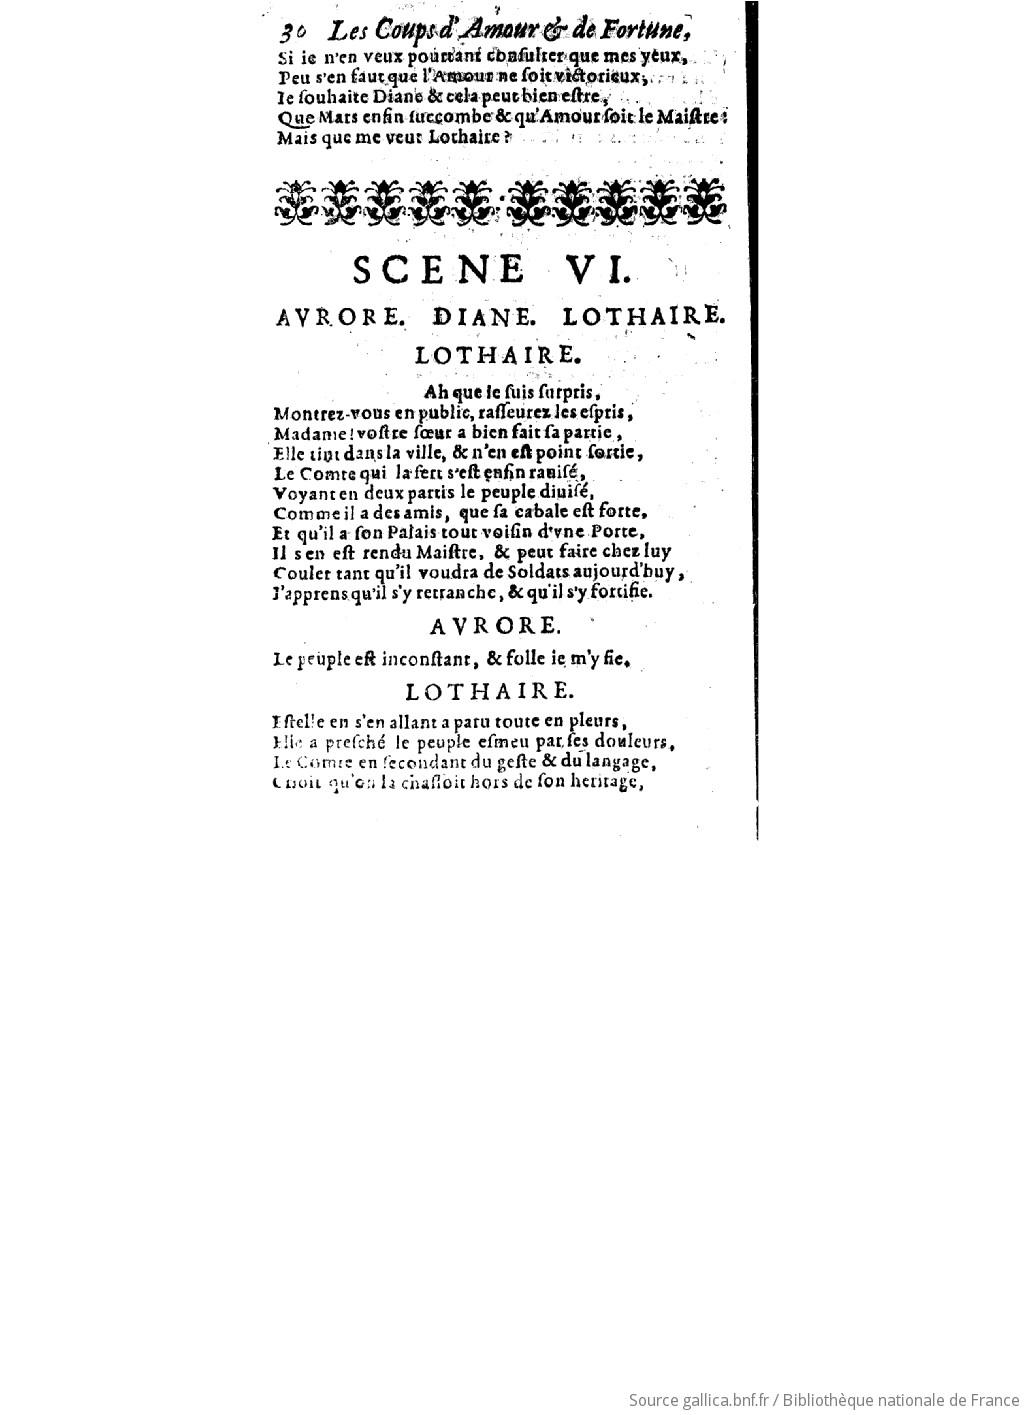 30 Les Coups d'Amour & de Fortune,
Si ie n'en veux pourtant consulter que mes yeux,
Peu s'en faut que l'Amour ne soit victorieux,
Ie souhaite Diane & cela peut bien estre,
Que Mars enfin succombe & qu'Amour soit le Maistre:
Mais que me veut Lothaire?
SCENE VI.
AVRORE. DIANE. LOTHAIRE.
LOTHAIRE.
Ah que ie suis surpris,
Montrez-vous en public, rasseurez les espris,
Madame! vostre sœur a bien fait sa partie,
Elle tint dans la ville, & n'en est point sortie,
Le Comte qui la sert s'est enfin rauisé,
Voyant en deux partis le peuple diuisé,
Comme il a des amis, que sa cabale est forte,
Et qu'il a son Palais tout voisin d'vne Porte,
Il s en est rendu Maistre, & peut faire chez luy
Couler tant qu'il voudra de Soldats aujourd'huy,
J'apprens qu'il s'y retranche, & qu'il s'y fortifie.
AVRORE.
Le peuple est inconstant, & folle ie m'y fie.
LOTHAIRE.
Estelle en s'en allant a paru toute en pleurs,
Elle a presché le peuple esmeu par ses douleurs,
Le Comte en secondant du geste & du langage,
Crioit qu'on la chassoit hors de son heritage,
Source gallica.bnf.fr / Bibliothèque nationale de France